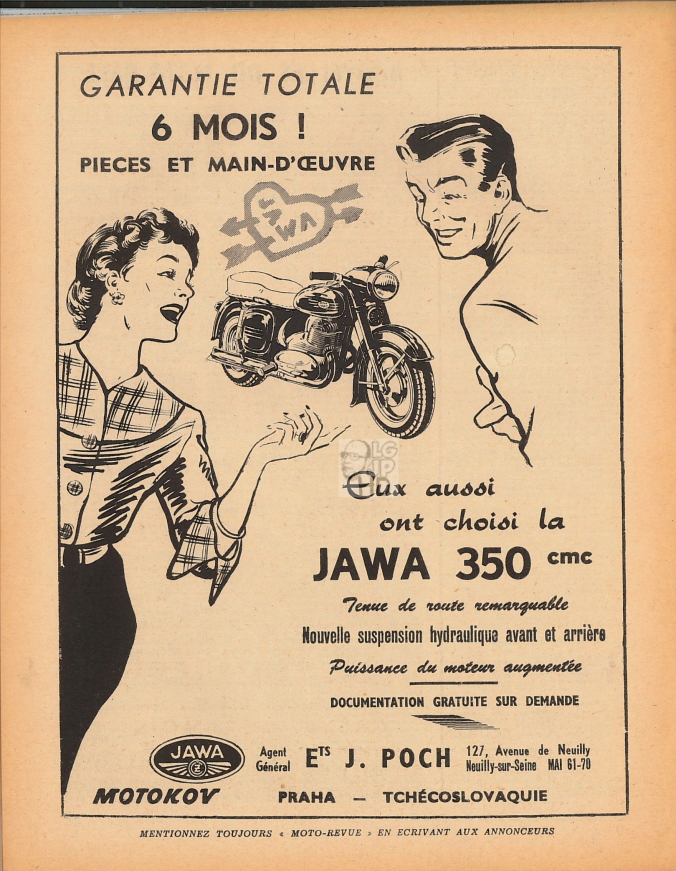 GARANTIE TOTALE
6 MOIS !
PIECES ET MAIN-D'ŒUVRE
JAWA
Eux aussi
ont choisi la
JAWA 350 cmc
Tenue de route remarquable
Nouvelle suspension hydraulique avant et arrière
Puissance du moteur augmentée
DOCUMENTATION GRATUITE SUR DEMANDE
JAWA
CZ
Agent Général ETS J. POCH 127, Avenue de Neuilly
Neuilly-sur-Seine MAI 61-70
MOTOKOV PRAHA — TCHÉCOSLOVAQUIE
MENTIONNEZ TOUJOURS « MOTO-REVUE » EN ECRIVANT AUX ANNONCEURS